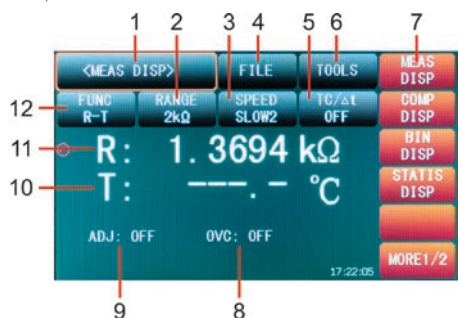 1 2 3 4 5 6 7
<MEAS DISP> FILE TOOLS MEAS DISP
FUNC R-T RANGE 2kΩ SPEED SLOW2 TC/Δt OFF COMP DISP
12
11 R: 1.3694 kΩ BIN DISP
10 T: ---.- °C STATIS DISP
ADJ: OFF OVC: OFF
17:22:05 MORE1/2
9 8